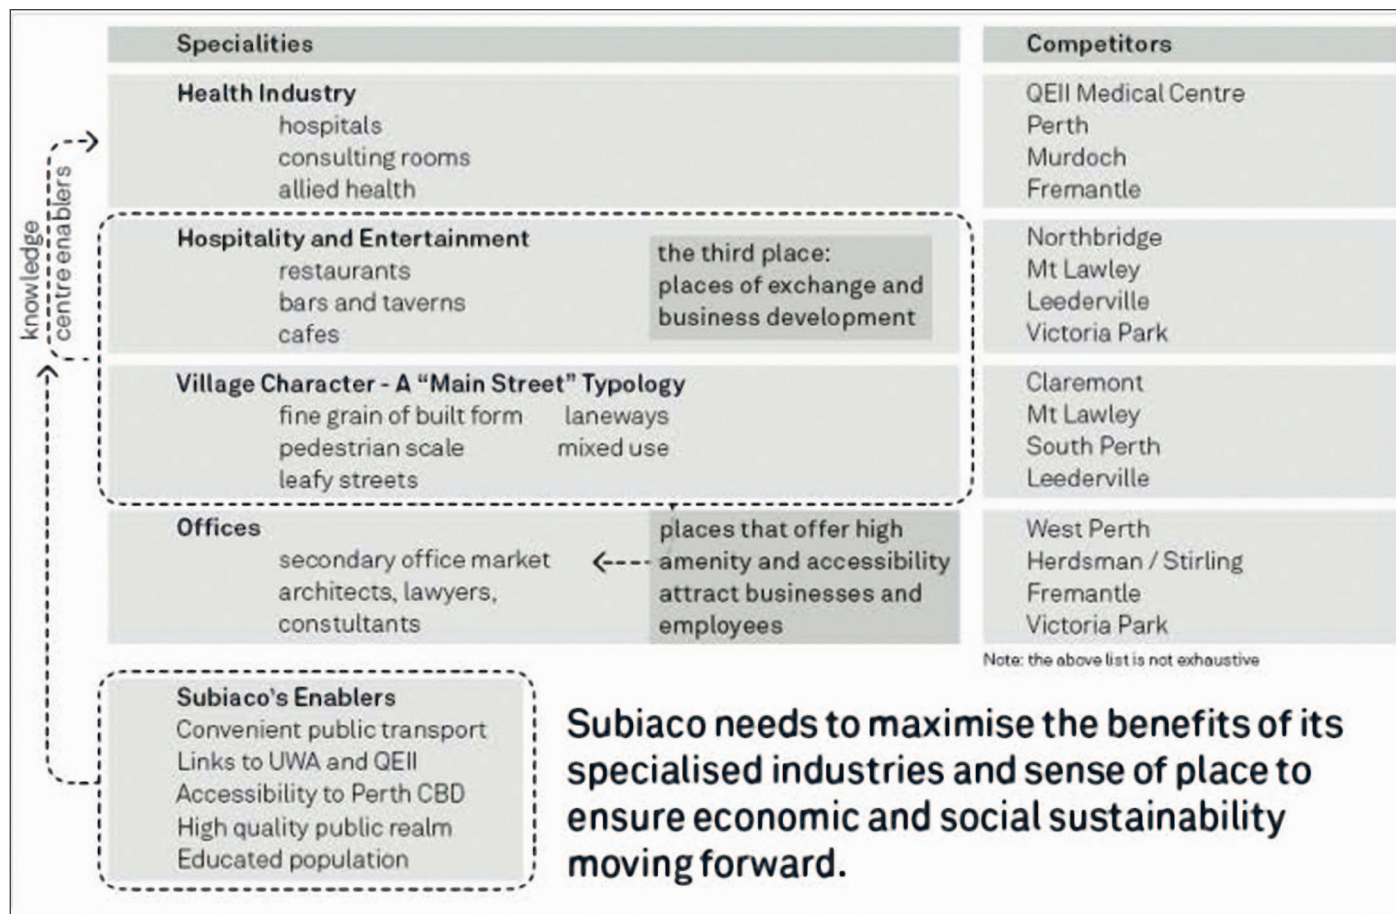 Specialities
Competitors
Health Industry
hospitals
consulting rooms
allied health
QEII Medical Centre
Perth
Murdoch
Fremantle
knowledge
centre enablers
Hospitality and Entertainment
restaurants
bars and taverns
cafes
the third place:
places of exchange and
business development
Northbridge
Mt Lawley
Leederville
Victoria Park
Village Character - A “Main Street” Typology
fine grain of built form laneways
pedestrian scale mixed use
leafy streets
Claremont
Mt Lawley
South Perth
Leederville
Offices
secondary office market
architects, lawyers,
constultants
places that offer high
amenity and accessibility
attract businesses and
employees
West Perth
Herdsman / Stirling
Fremantle
Victoria Park
Note: the above list is not exhaustive
Subiaco’s Enablers
Convenient public transport
Links to UWA and QEII
Accessibility to Perth CBD
High quality public realm
Educated population
Subiaco needs to maximise the benefits of its
specialised industries and sense of place to
ensure economic and social sustainability
moving forward.